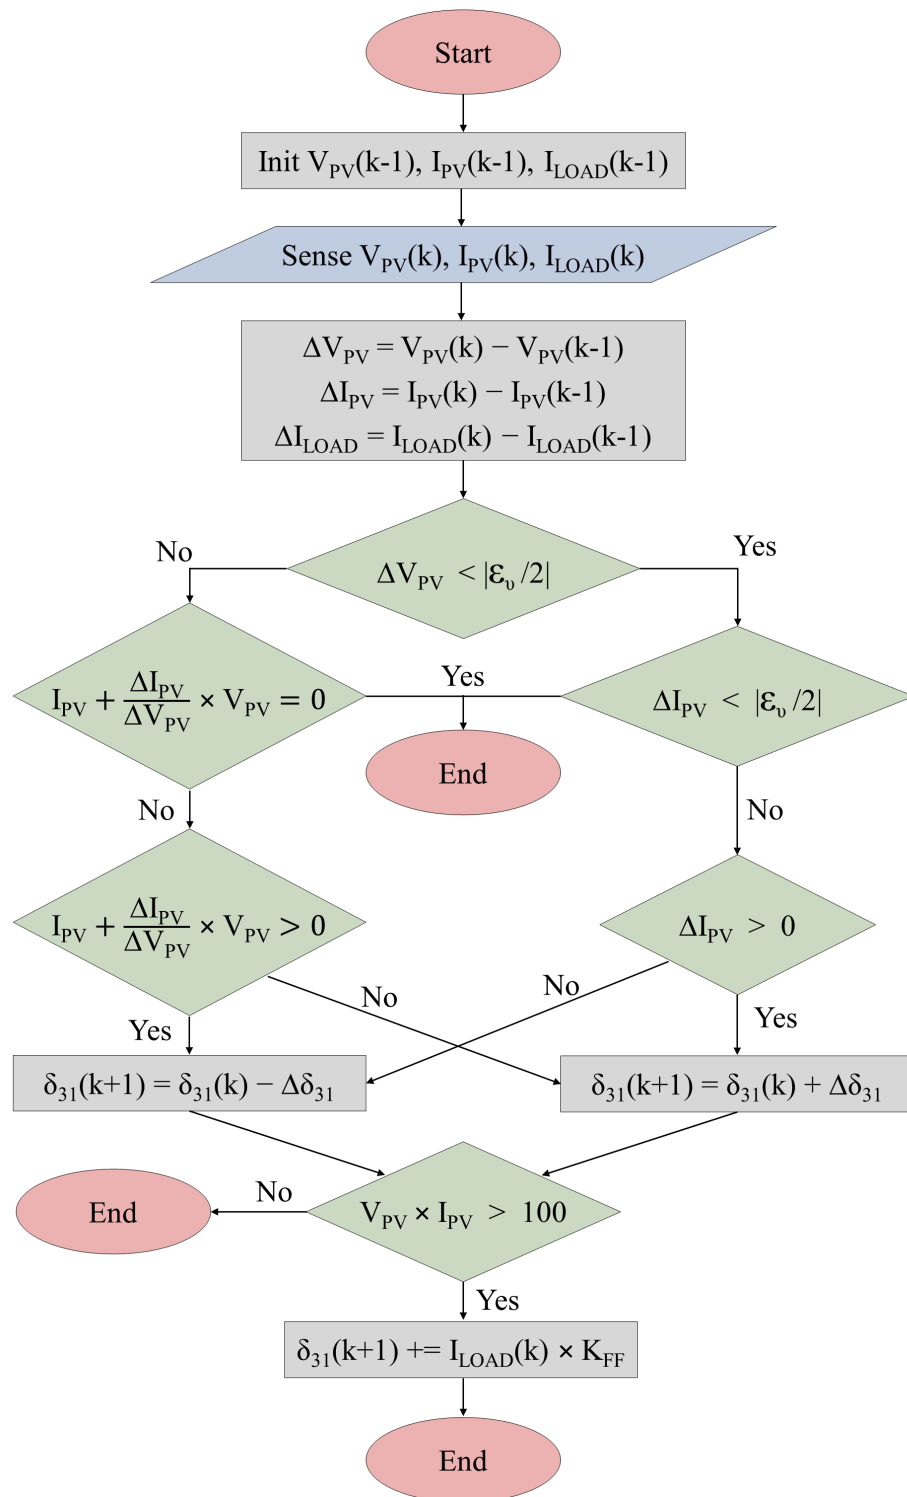 Start
Init V_PV(k-1), I_PV(k-1), I_LOAD(k-1)
Sense V_PV(k), I_PV(k), I_LOAD(k)
ΔV_PV = V_PV(k) − V_PV(k-1)
ΔI_PV = I_PV(k) − I_PV(k-1)
ΔI_LOAD = I_LOAD(k) − I_LOAD(k-1)
No
Yes
ΔV_PV < |ε_υ/2|
Yes
I_PV + ΔI_PV/ΔV_PV × V_PV = 0
ΔI_PV < |ε_υ/2|
End
No
No
I_PV + ΔI_PV/ΔV_PV × V_PV > 0
ΔI_PV > 0
No
No
Yes
Yes
δ_31(k+1) = δ_31(k) − Δδ_31
δ_31(k+1) = δ_31(k) + Δδ_31
No
End
V_PV × I_PV > 100
Yes
δ_31(k+1) += I_LOAD(k) × K_FF
End